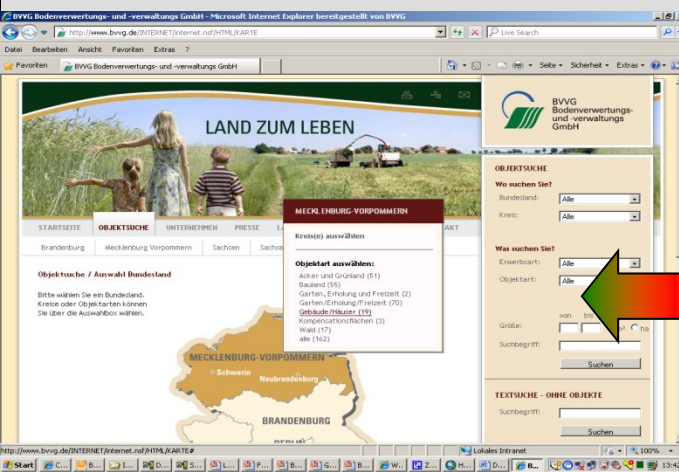 BVVG Bodenverwertungs- und -verwaltungs GmbH - Microsoft Internet Explorer bereitgestellt von BVVG
http://www.bvvg.de/INTERNET/internet.nsf/HTML/KARTE
Live Search
Datei Bearbeiten Ansicht Favoriten Extras ?
Favoriten BVVG Bodenverwertungs- und -verwaltungs GmbH Seite Sicherheit Extras
LAND ZUM LEBEN
BVVG
Bodenverwertungs-
und -verwaltungs
GmbH
STARTSEITE OBJEKTSUCHE UNTERNEHMEN PRESSE
Brandenburg Mecklenburg Vorpommern Sachsen
Objektsuche / Auswahl Bundesland
Bitte wählen Sie ein Bundesland.
Kreise oder Objektarten können
Sie über die Auswahlbox wählen.
MECKLENBURG-VORPOMMERN
Kreis(e) auswählen
Objektart auswählen:
Acker und Grünland (51)
Bauland (55)
Garten, Erholung und Freizeit (2)
Garten/Erholung/Freizeit (70)
Gebäude/Häuser (19)
Kompensationsflächen (3)
Wald (17)
alle (162)
MECKLENBURG-VORPOMMERN
Schwerin
Neubrandenburg
BRANDENBURG
BERLIN
OBJEKTSUCHE
Wo suchen Sie?
Bundesland: Alle
Kreis: Alle
Was suchen Sie?
Erwerbsart: Alle
Objektart: Alle
von bis
Größe: ha
Suchbegriff:
Suchen
TEXTSUCHE - OHNE OBJEKTE
Suchbegriff:
Suchen
http://www.bvvg.de/INTERNET/internet.nsf/HTML/KARTE# Lokales Intranet 100%
Start